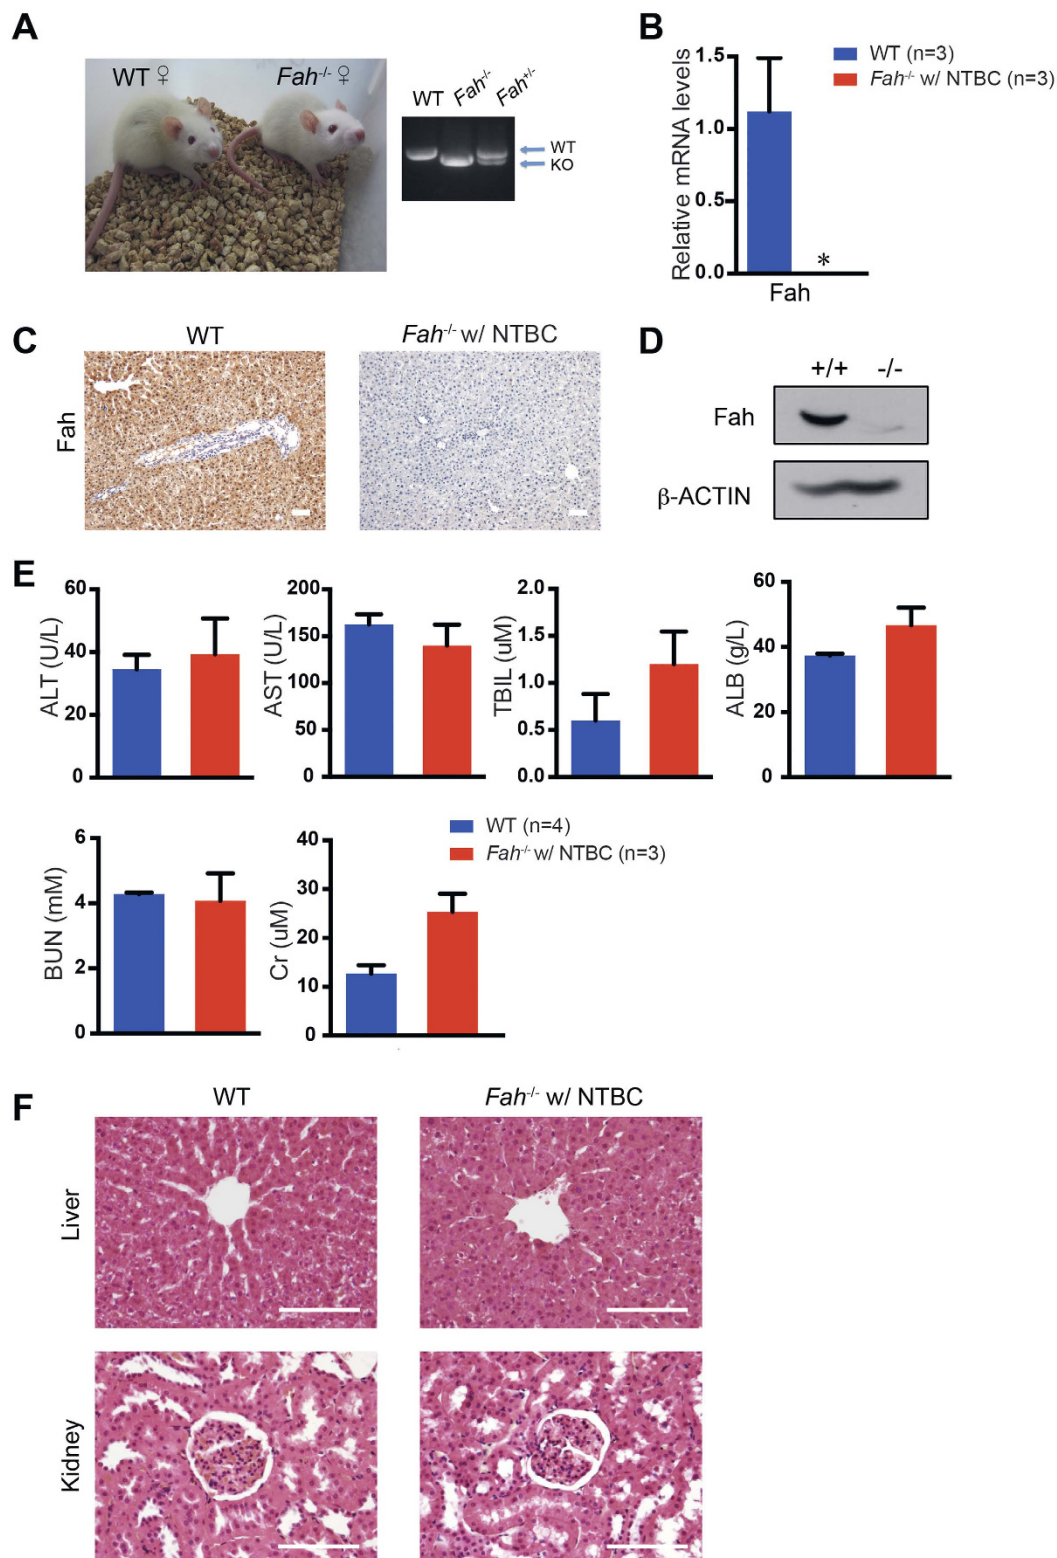 A
WT ♀ Fah-/- ♀
WT Fah-/- Fah+/-
WT
KO
B
Relative mRNA levels
1.5
1.0
0.5
0.0
*
Fah
WT (n=3)
Fah-/- w/ NTBC (n=3)
C
WT Fah-/- w/ NTBC
Fah
D
+/+ -/-
Fah
β-ACTIN
E
ALT (U/L)
60
40
20
0
AST (U/L)
200
150
100
50
0
TBIL (uM)
2.0
1.5
1.0
0.5
0.0
ALB (g/L)
60
40
20
0
BUN (mM)
6
4
2
0
Cr (uM)
40
30
20
10
0
WT (n=4)
Fah-/- w/ NTBC (n=3)
F
WT Fah-/- w/ NTBC
Liver
Kidney